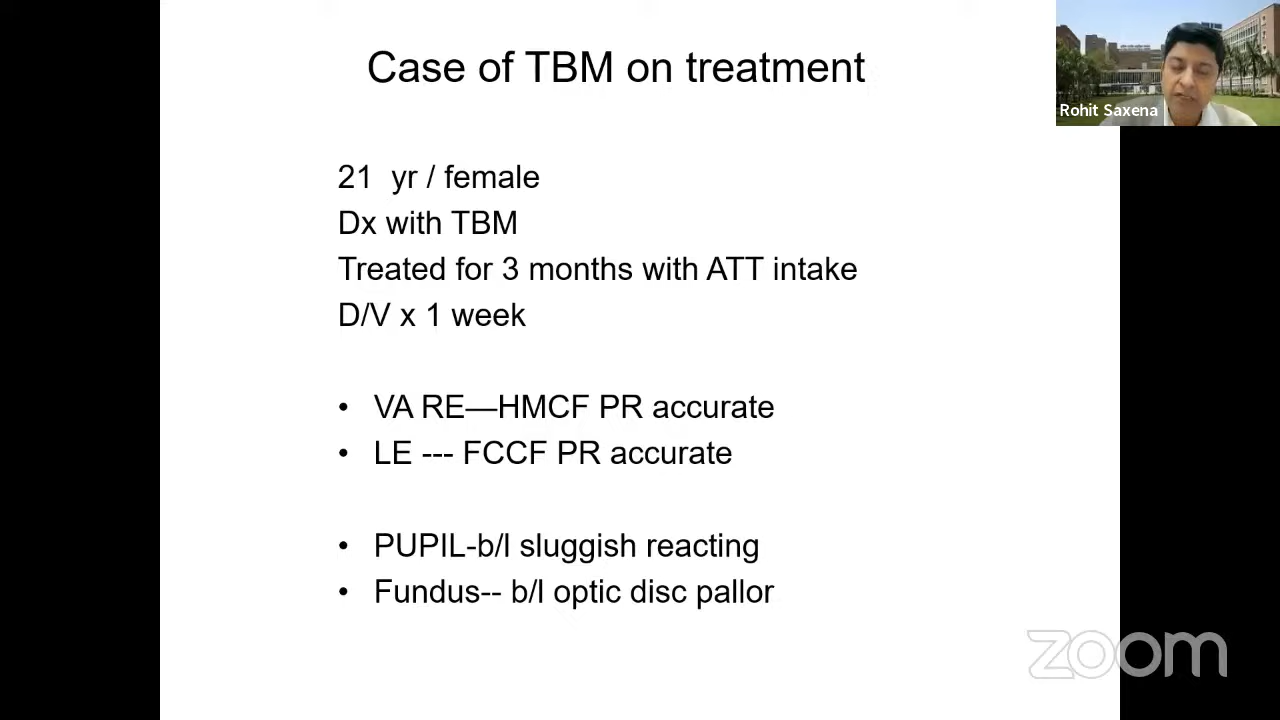 Case of TBM on treatment
Rohit Saxena
21 yr / female
Dx with TBM
Treated for 3 months with ATT intake
D/V x 1 week
• VA RE—HMCF PR accurate
• LE --- FCCF PR accurate
• PUPIL-b/l sluggish reacting
• Fundus-- b/l optic disc pallor
zoom